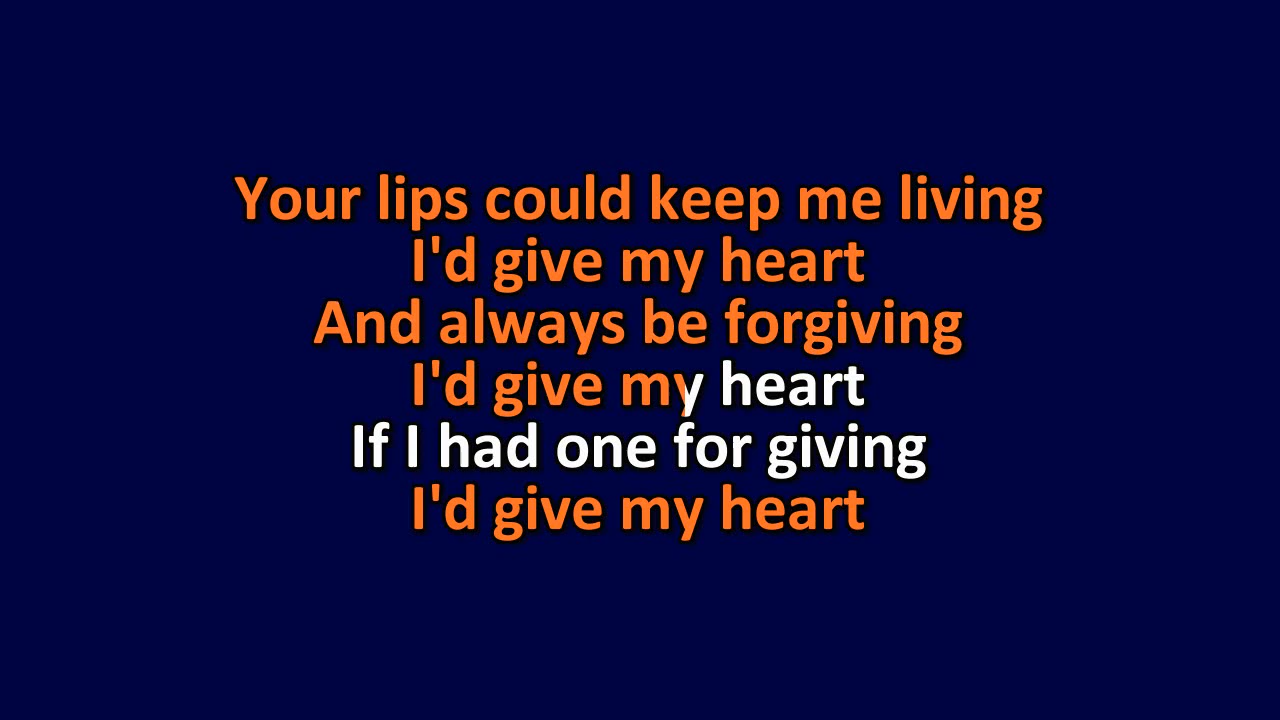 Your lips could keep me living
I'd give my heart
And always be forgiving
I'd give my heart
If I had one for giving
I'd give my heart